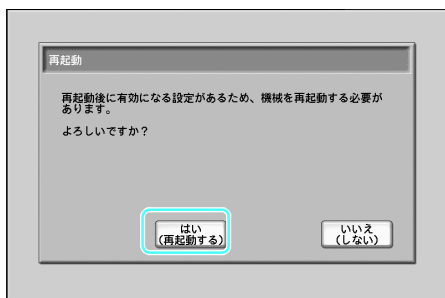 再起動
再起動後に有効になる設定があるため、機械を再起動する必要が
あります。
よろしいですか？
はい
(再起動する)
いいえ
(しない)